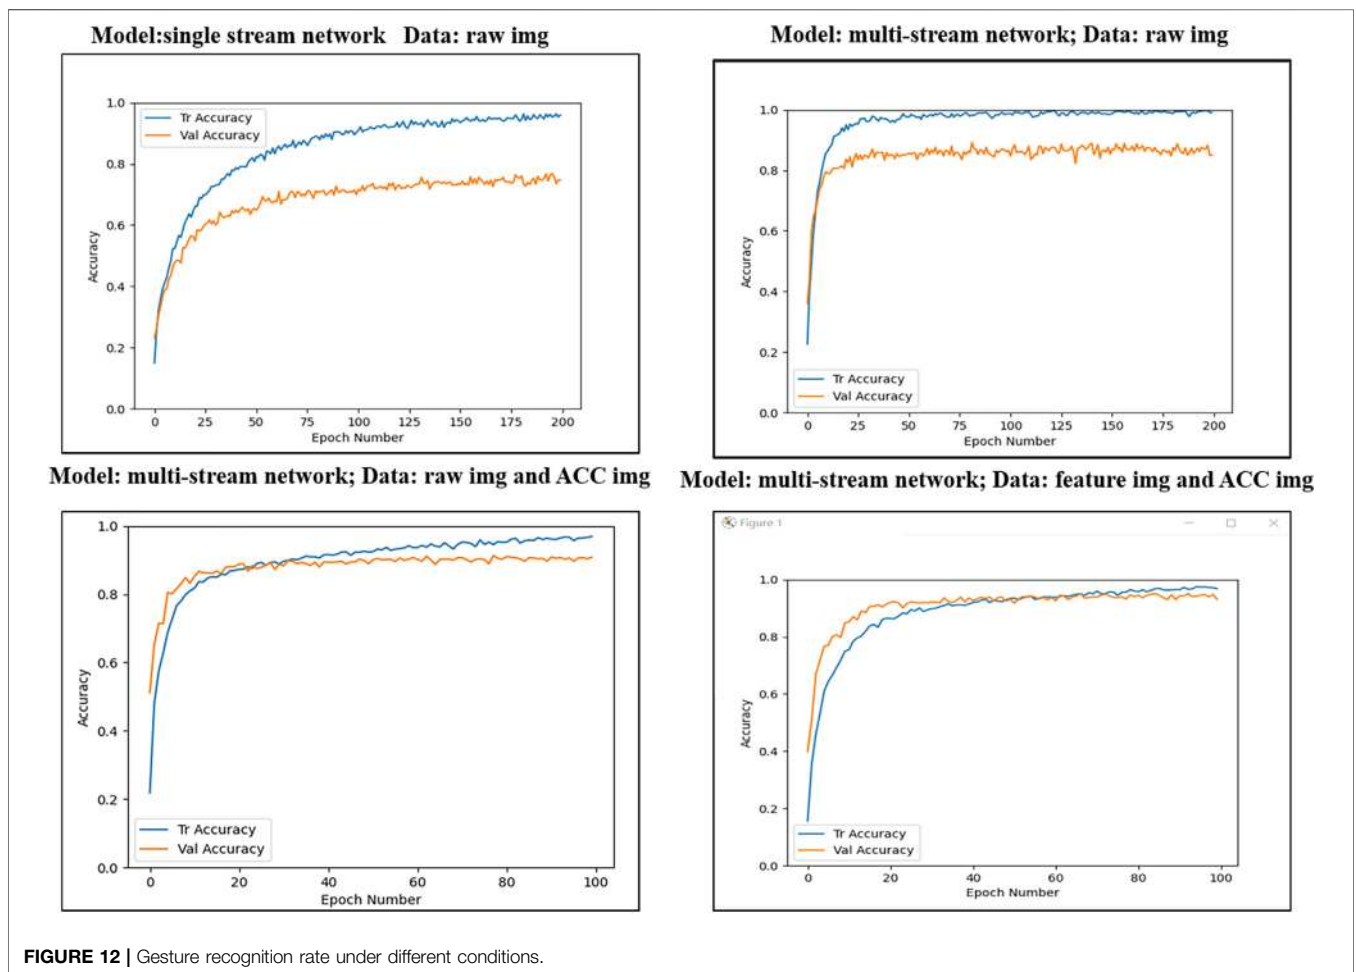 Model:single stream network Data: raw img
1.0
0.8
0.6
0.4
0.2
0.0
Accuracy
Tr Accuracy
Val Accuracy
0 25 50 75 100 125 150 175 200
Epoch Number
Model: multi-stream network; Data: raw img
1.0
0.8
0.6
0.4
0.2
0.0
Accuracy
Tr Accuracy
Val Accuracy
0 25 50 75 100 125 150 175 200
Epoch Number
Model: multi-stream network; Data: raw img and ACC img
1.0
0.8
0.6
0.4
0.2
0.0
Accuracy
Tr Accuracy
Val Accuracy
0 20 40 60 80 100
Epoch Number
Model: multi-stream network; Data: feature img and ACC img
Figure 1
1.0
0.8
0.6
0.4
0.2
0.0
Accuracy
Tr Accuracy
Val Accuracy
0 20 40 60 80 100
Epoch Number
FIGURE 12 | Gesture recognition rate under different conditions.